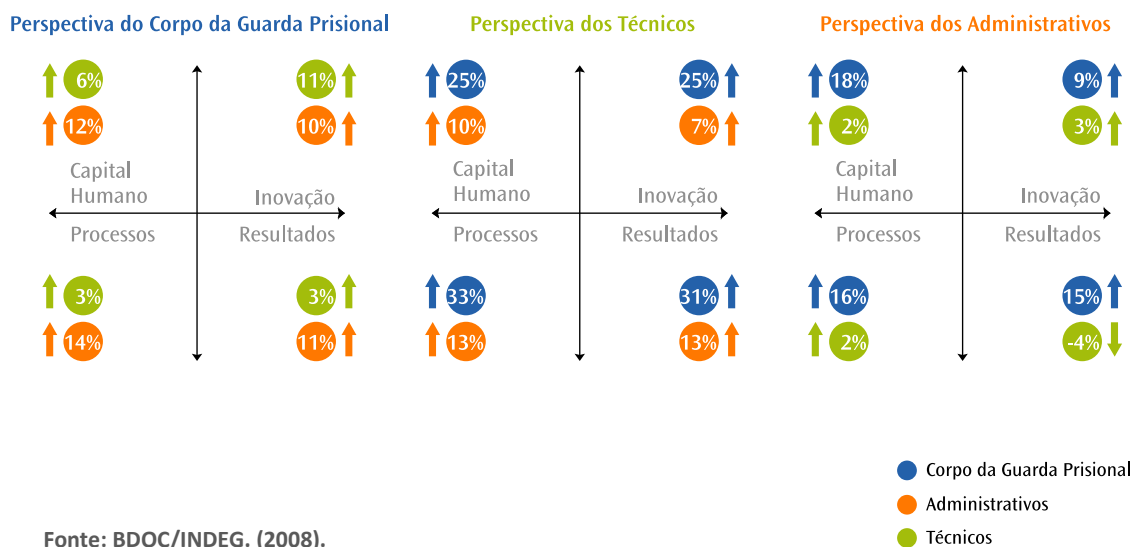 Perspectiva do Corpo da Guarda Prisional
6%
11%
12%
10%
Capital
Humano
Inovação
Processos
Resultados
3%
3%
14%
11%
Perspectiva dos Técnicos
25%
25%
10%
7%
Capital
Humano
Inovação
Processos
Resultados
33%
31%
13%
13%
Perspectiva dos Administrativos
18%
9%
2%
3%
Capital
Humano
Inovação
Processos
Resultados
16%
15%
2%
-4%
Corpo da Guarda Prisional
Administrativos
Técnicos
Fonte: BDOC/INDEG. (2008).